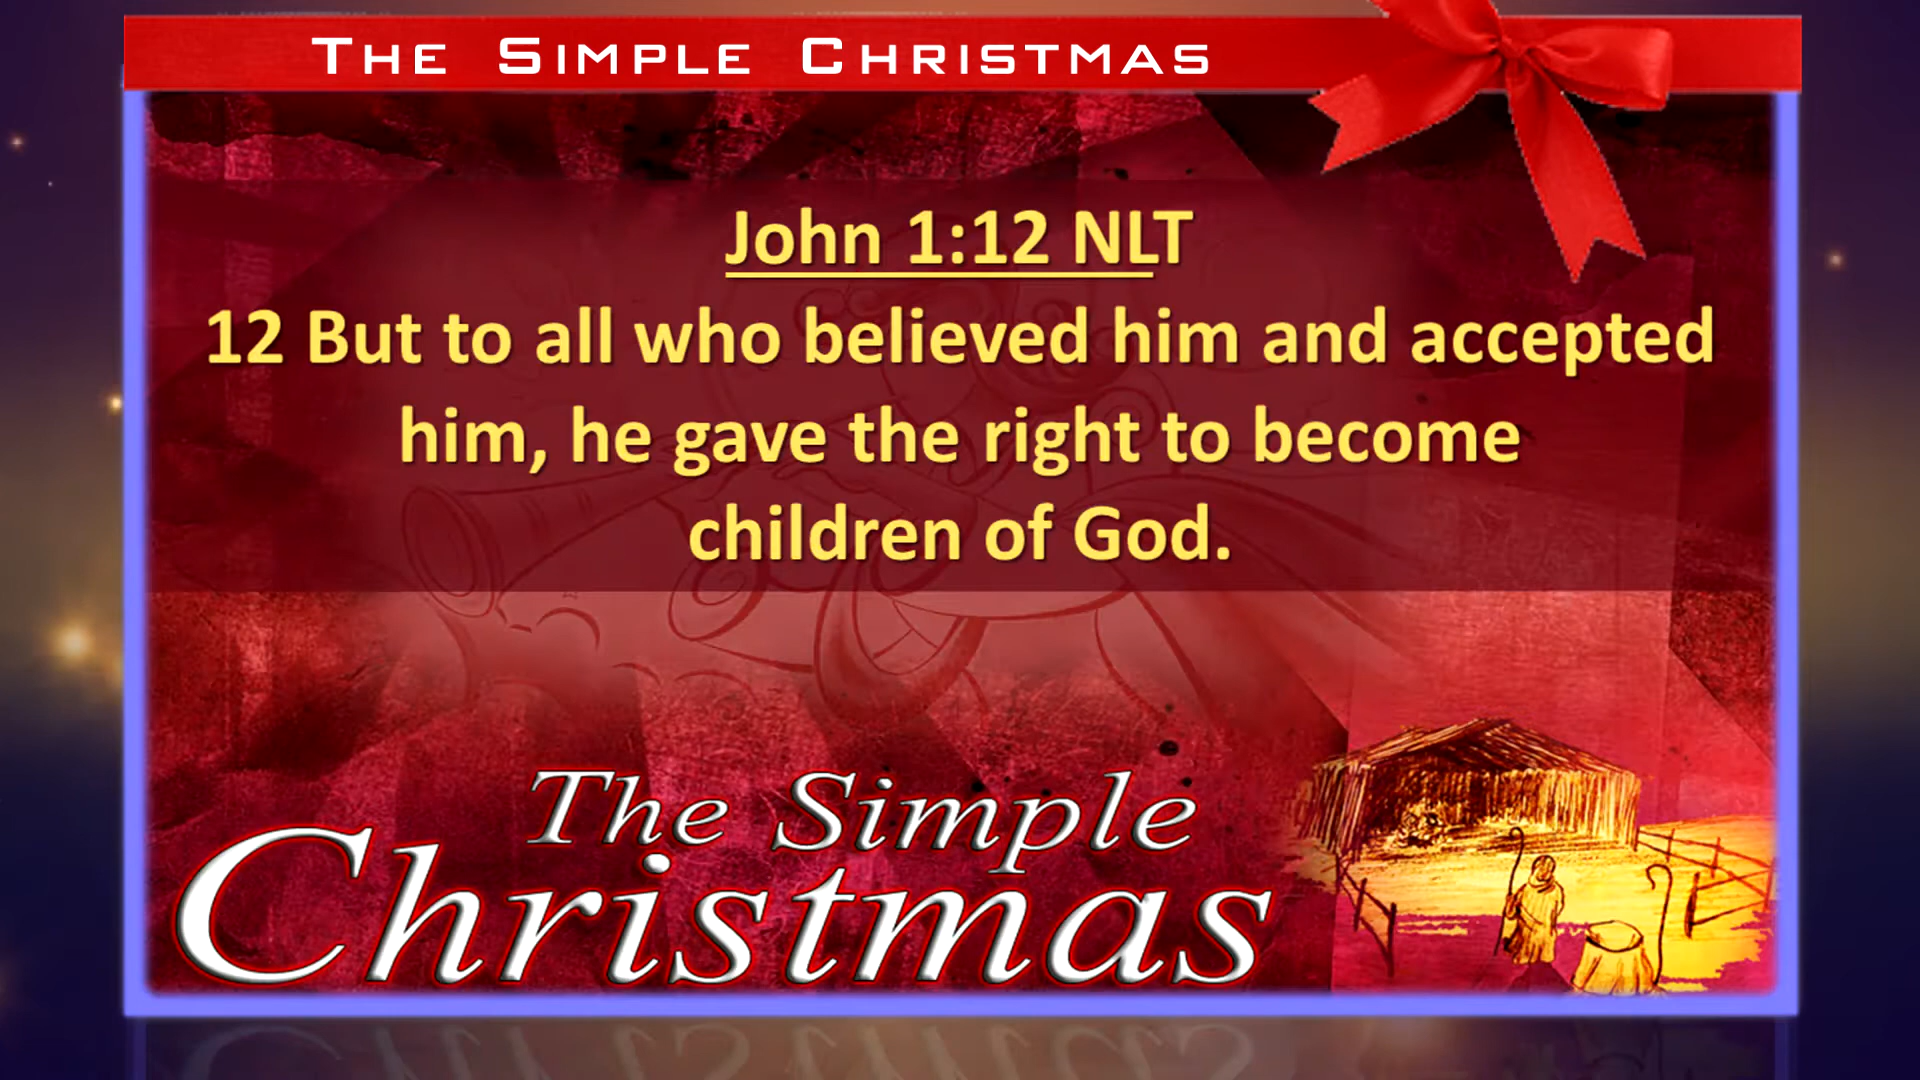 The Simple Christmas
John 1:12 NLT
12 But to all who believed him and accepted
him, he gave the right to become
children of God.
The Simple
Christmas